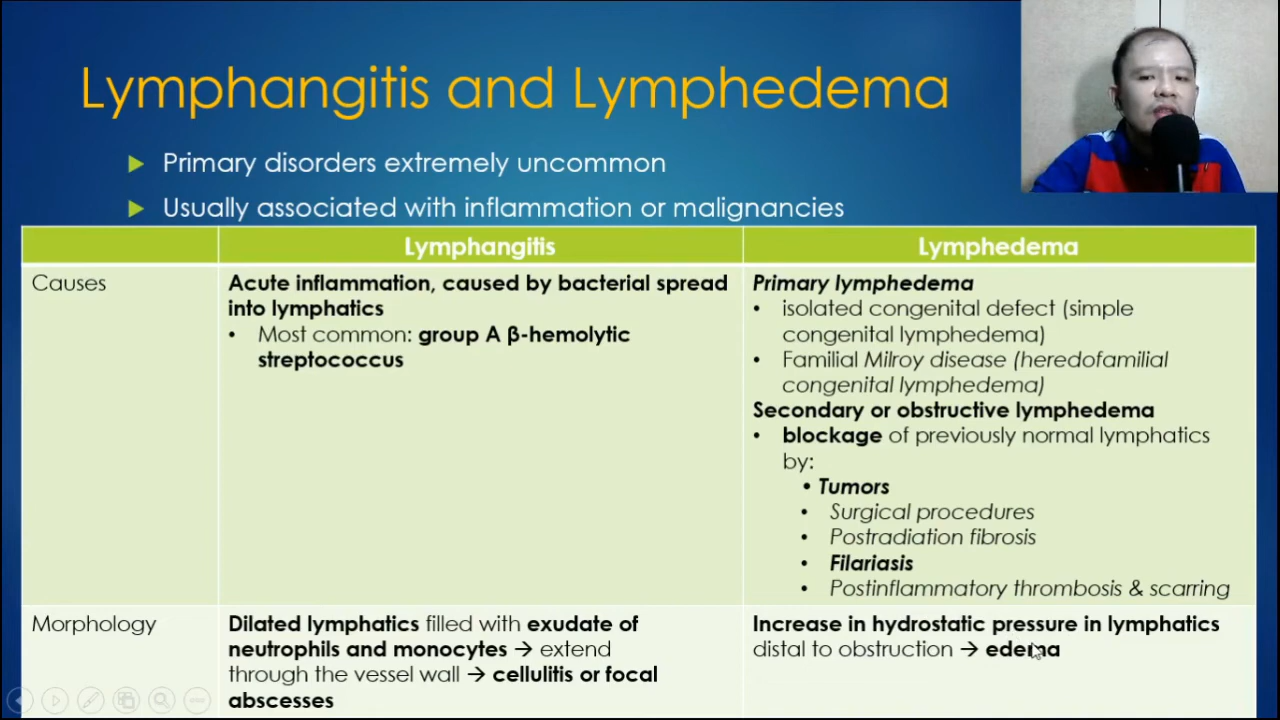 Lymphangitis and Lymphedema
Primary disorders extremely uncommon
Usually associated with inflammation or malignancies
Lymphangitis
Lymphedema
Causes
Acute inflammation, caused by bacterial spread
into lymphatics
• Most common: group A β-hemolytic
streptococcus
Primary lymphedema
• isolated congenital defect (simple
congenital lymphedema)
• Familial Milroy disease (heredofamilial
congenital lymphedema)
Secondary or obstructive lymphedema
• blockage of previously normal lymphatics
by:
• Tumors
• Surgical procedures
• Postradiation fibrosis
• Filariasis
• Postinflammatory thrombosis & scarring
Morphology
Dilated lymphatics filled with exudate of
neutrophils and monocytes → extend
through the vessel wall → cellulitis or focal
abscesses
Increase in hydrostatic pressure in lymphatics
distal to obstruction → edema